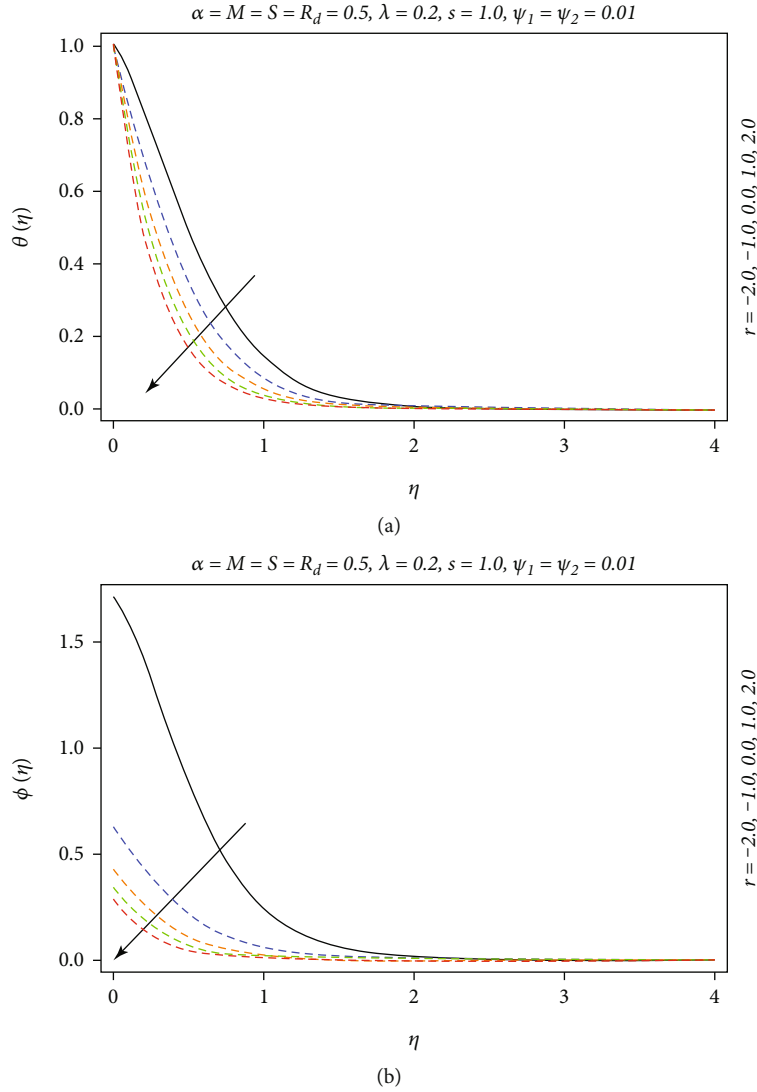 α = M = S = R_d = 0.5, λ = 0.2, s = 1.0, ψ_1 = ψ_2 = 0.01
1.0
0.8
0.6
0.4
0.2
0.0
θ (η)
r = −2.0, −1.0, 0.0, 1.0, 2.0
0 1 2 3 4
η
(a)
α = M = S = R_d = 0.5, λ = 0.2, s = 1.0, ψ_1 = ψ_2 = 0.01
1.5
1.0
0.5
0.0
ϕ (η)
r = −2.0, −1.0, 0.0, 1.0, 2.0
0 1 2 3 4
η
(b)